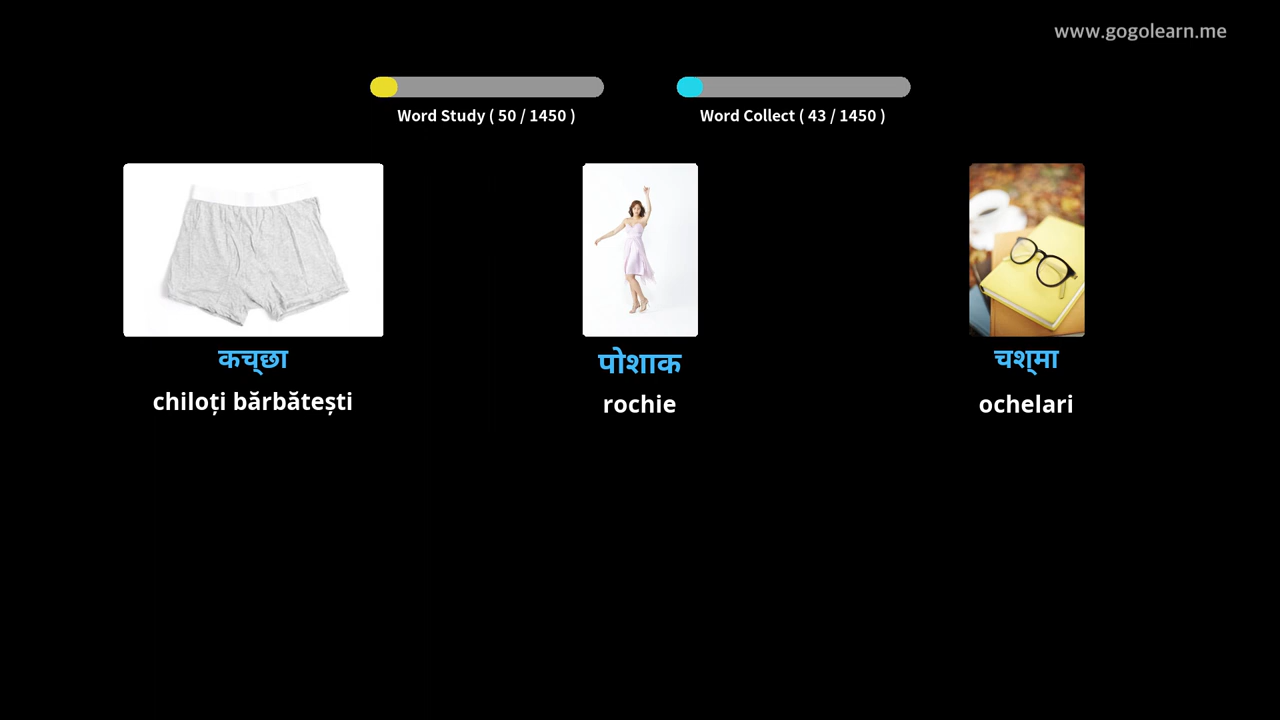 www.gogolearn.me
Word Study ( 50 / 1450 )
Word Collect ( 43 / 1450 )
कच्छा
पोशाक
चश्मा
chiloți bărbătești
rochie
ochelari